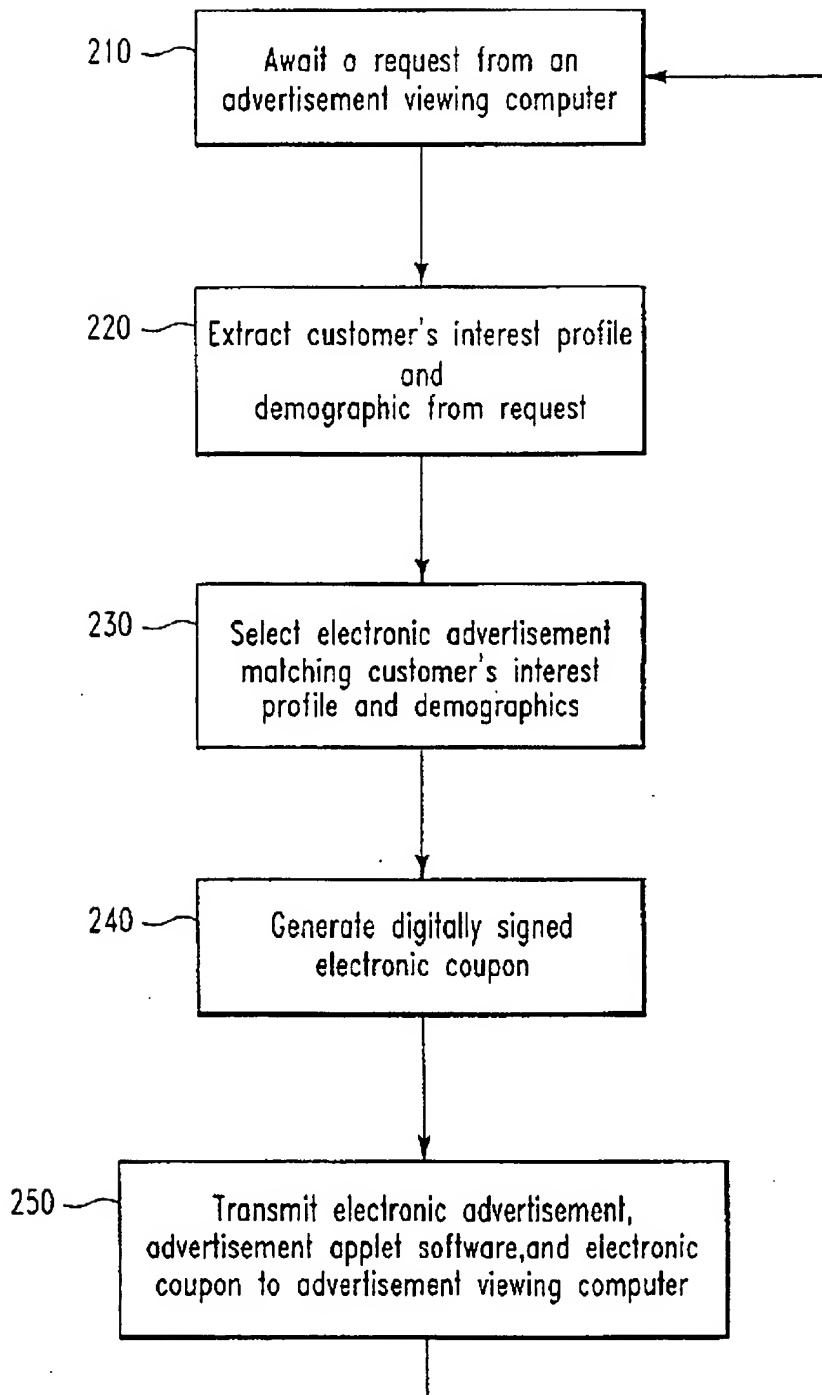 210
Await a request from an
advertisement viewing computer
220
Extract customer's interest profile
and
demographic from request
230
Select electronic advertisement
matching customer's interest
profile and demographics
240
Generate digitally signed
electronic coupon
250
Transmit electronic advertisement,
advertisement applet software,and electronic
coupon to advertisement viewing computer